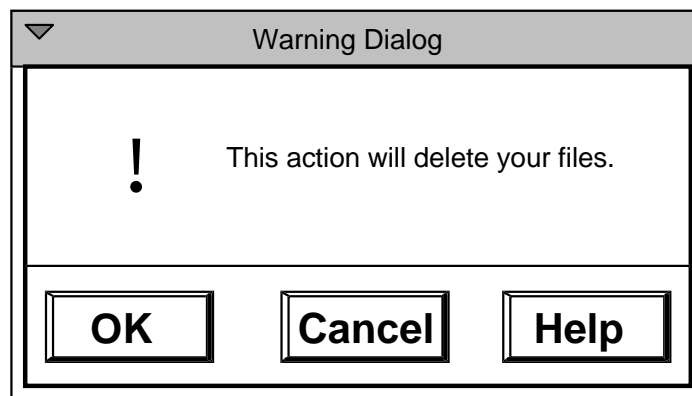 Warning Dialog
!
This action will delete your files.
OK
Cancel
Help